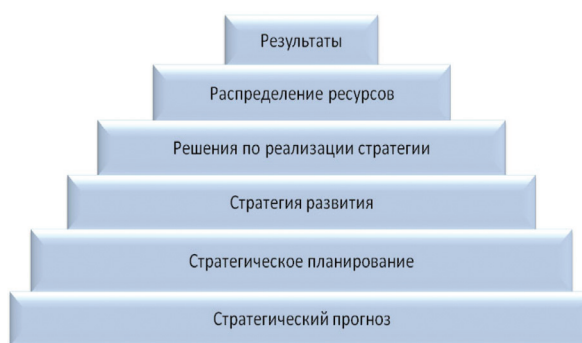 Результаты
Распределение ресурсов
Решения по реализации стратегии
Стратегия развития
Стратегическое планирование
Стратегический прогноз